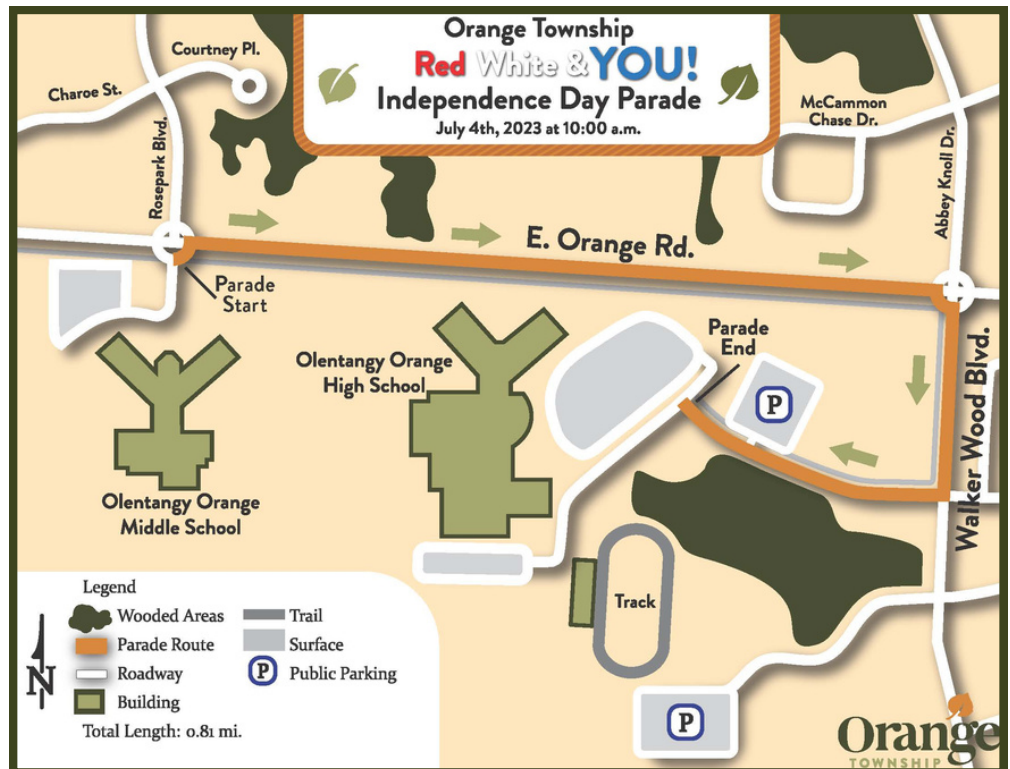 Orange Township
Red White & YOU!
Independence Day Parade
July 4th, 2023 at 10:00 a.m.
Courtney Pl.
Charoe St.
Rosepark Blvd.
McCammon
Chase Dr.
Abbey Knoll Dr.
E. Orange Rd.
Parade
Start
Parade
End
P
Olentangy Orange
High School
Walker Wood Blvd.
Olentangy Orange
Middle School
Track
Legend
Wooded Areas
Parade Route
Roadway
Building
Trail
Surface
P Public Parking
N
Total Length: 0.81 mi.
P
Orange
TOWNSHIP